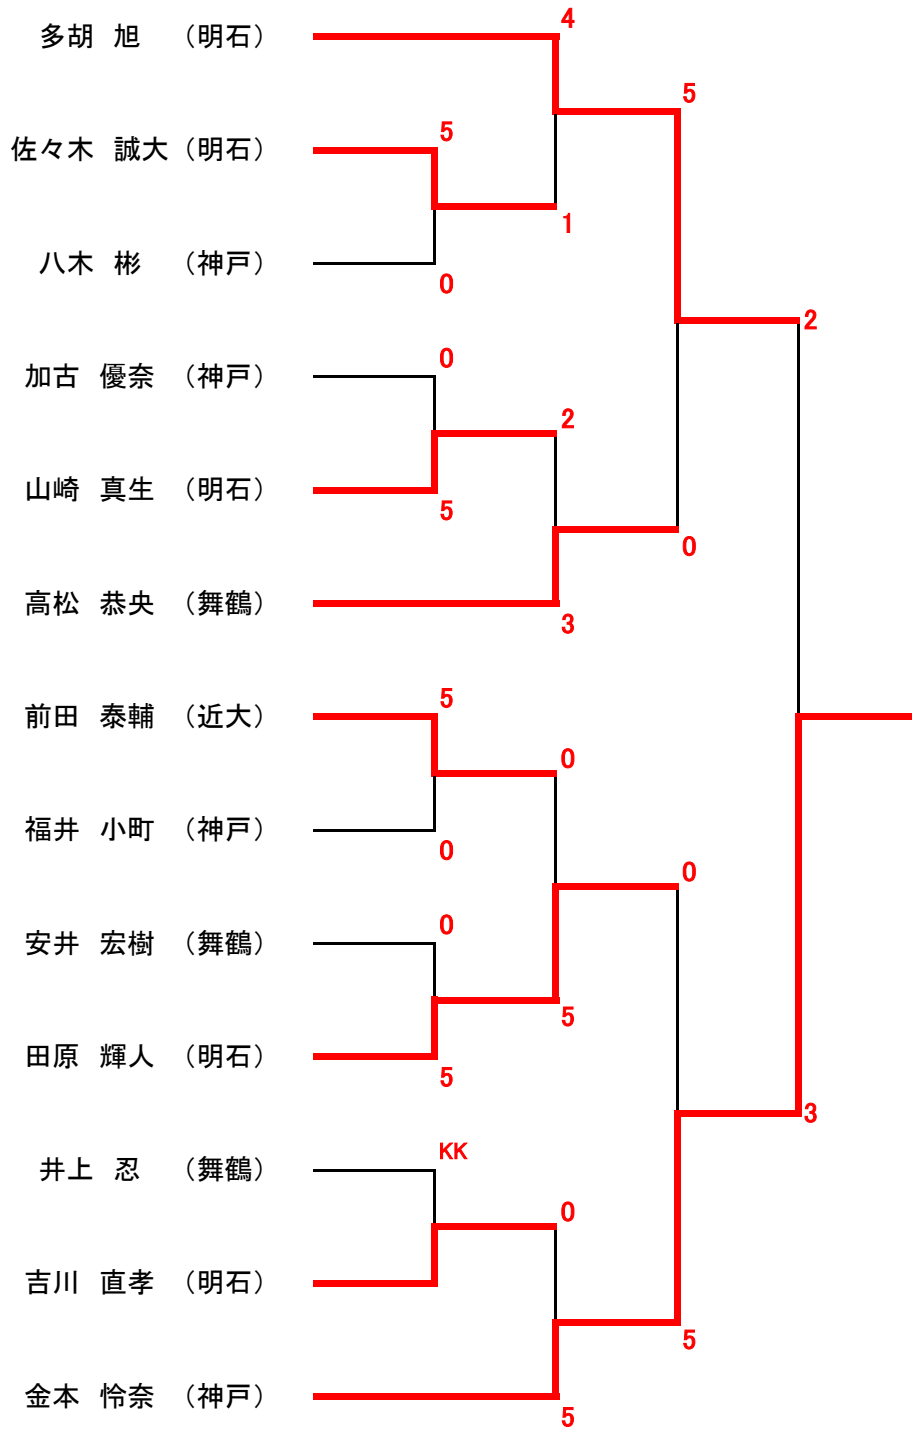 多胡 旭 （明石）
4
5
佐々木 誠大（明石）
5
1
八木 彬 （神戸）
0
2
加古 優奈 （神戸）
0
2
山崎 真生 （明石）
5
0
高松 恭央 （舞鶴）
3
前田 泰輔 （近大）
5
0
福井 小町 （神戸）
0
0
安井 宏樹 （舞鶴）
0
5
田原 輝人 （明石）
5
3
井上 忍 （舞鶴）
KK
0
吉川 直孝 （明石）
5
金本 怜奈 （神戸）
5